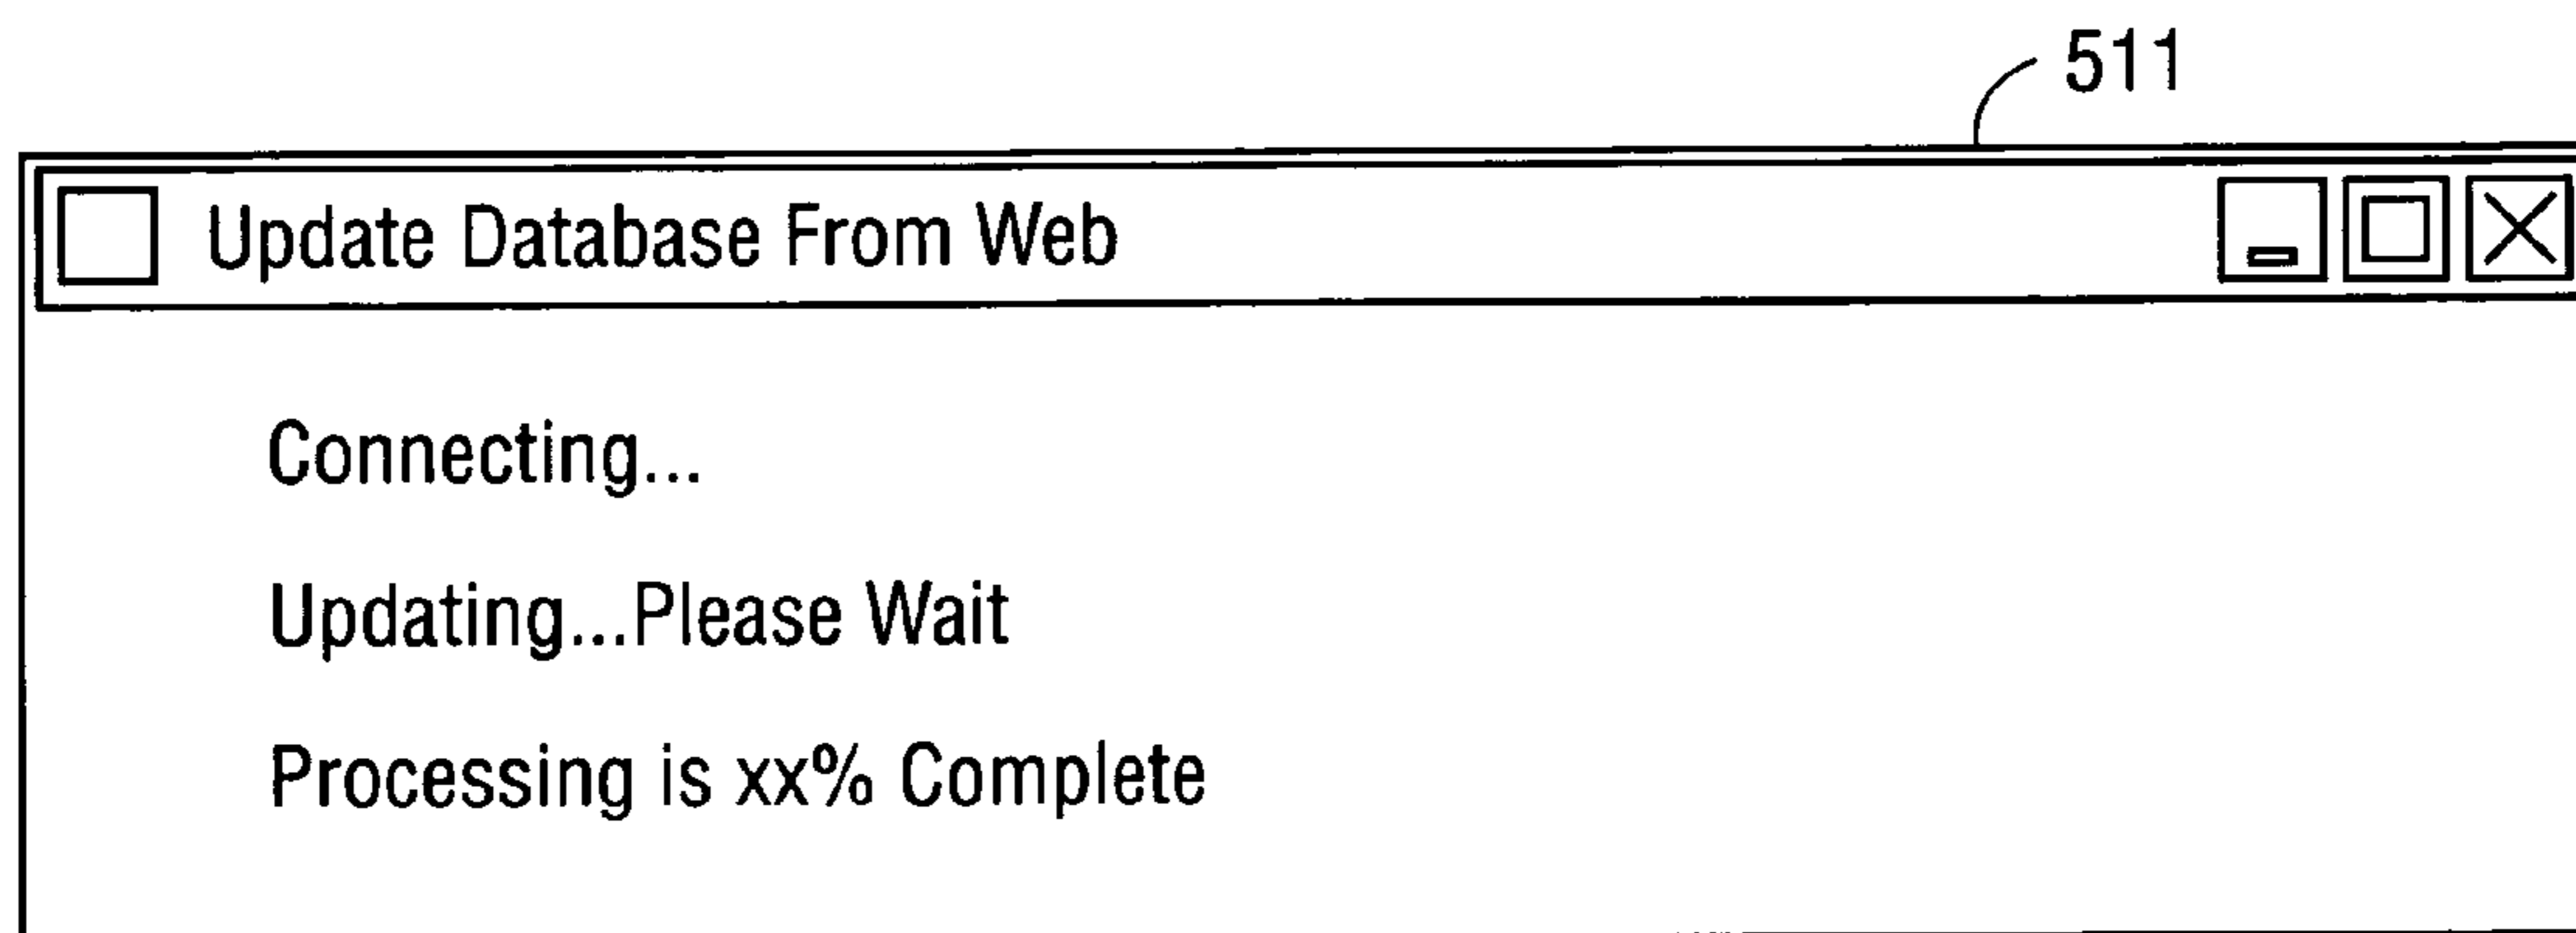 511
Update Database From Web
Connecting...
Updating...Please Wait
Processing is xx% Complete